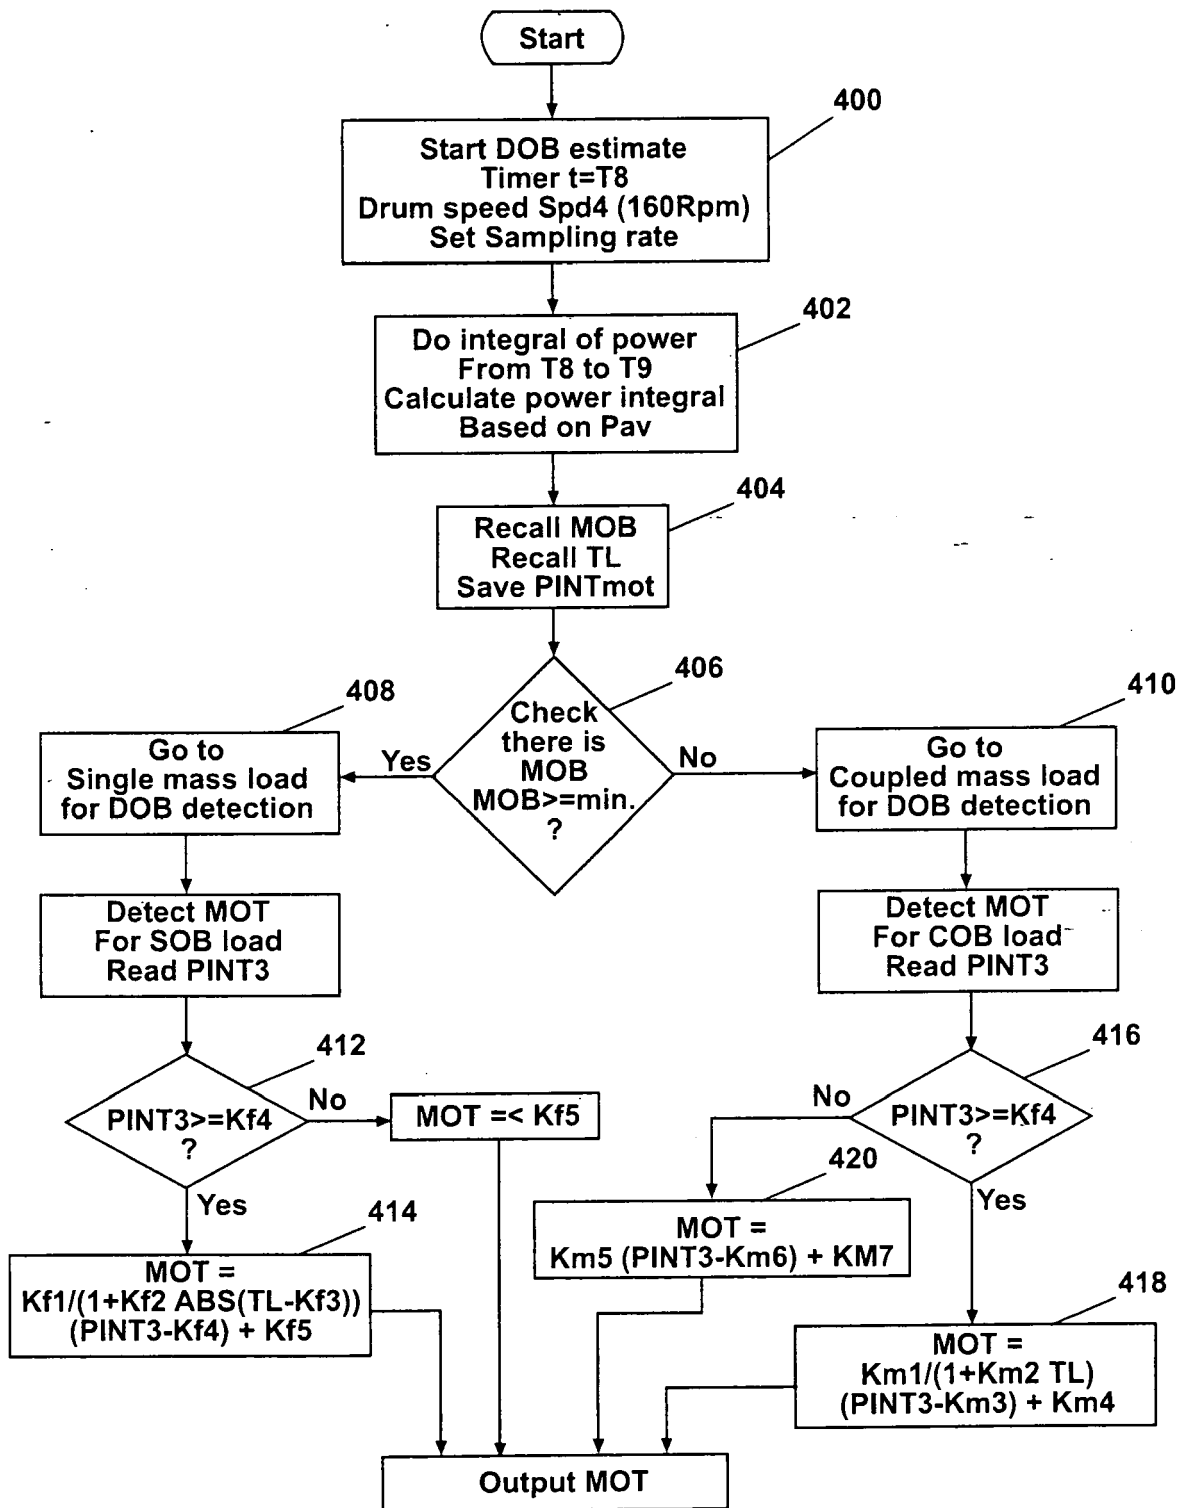 Start
400
Start DOB estimate
Timer t=T8
Drum speed Spd4 (160Rpm)
Set Sampling rate
402
Do integral of power
From T8 to T9
Calculate power integral
Based on Pav
404
Recall MOB
Recall TL
Save PINTmot
406
Check
there is
MOB
MOB>=min.
?
Yes
No
408
Go to
Single mass load
for DOB detection
410
Go to
Coupled mass load
for DOB detection
Detect MOT
For SOB load
Read PINT3
Detect MOT
For COB load
Read PINT3
412
PINT3>=Kf4
?
No
MOT =< Kf5
Yes
416
PINT3>=Kf4
?
No
Yes
414
MOT =
Kf1/(1+Kf2 ABS(TL-Kf3))
(PINT3-Kf4) + Kf5
420
MOT =
Km5 (PINT3-Km6) + KM7
418
MOT =
Km1/(1+Km2 TL)
(PINT3-Km3) + Km4
Output MOT